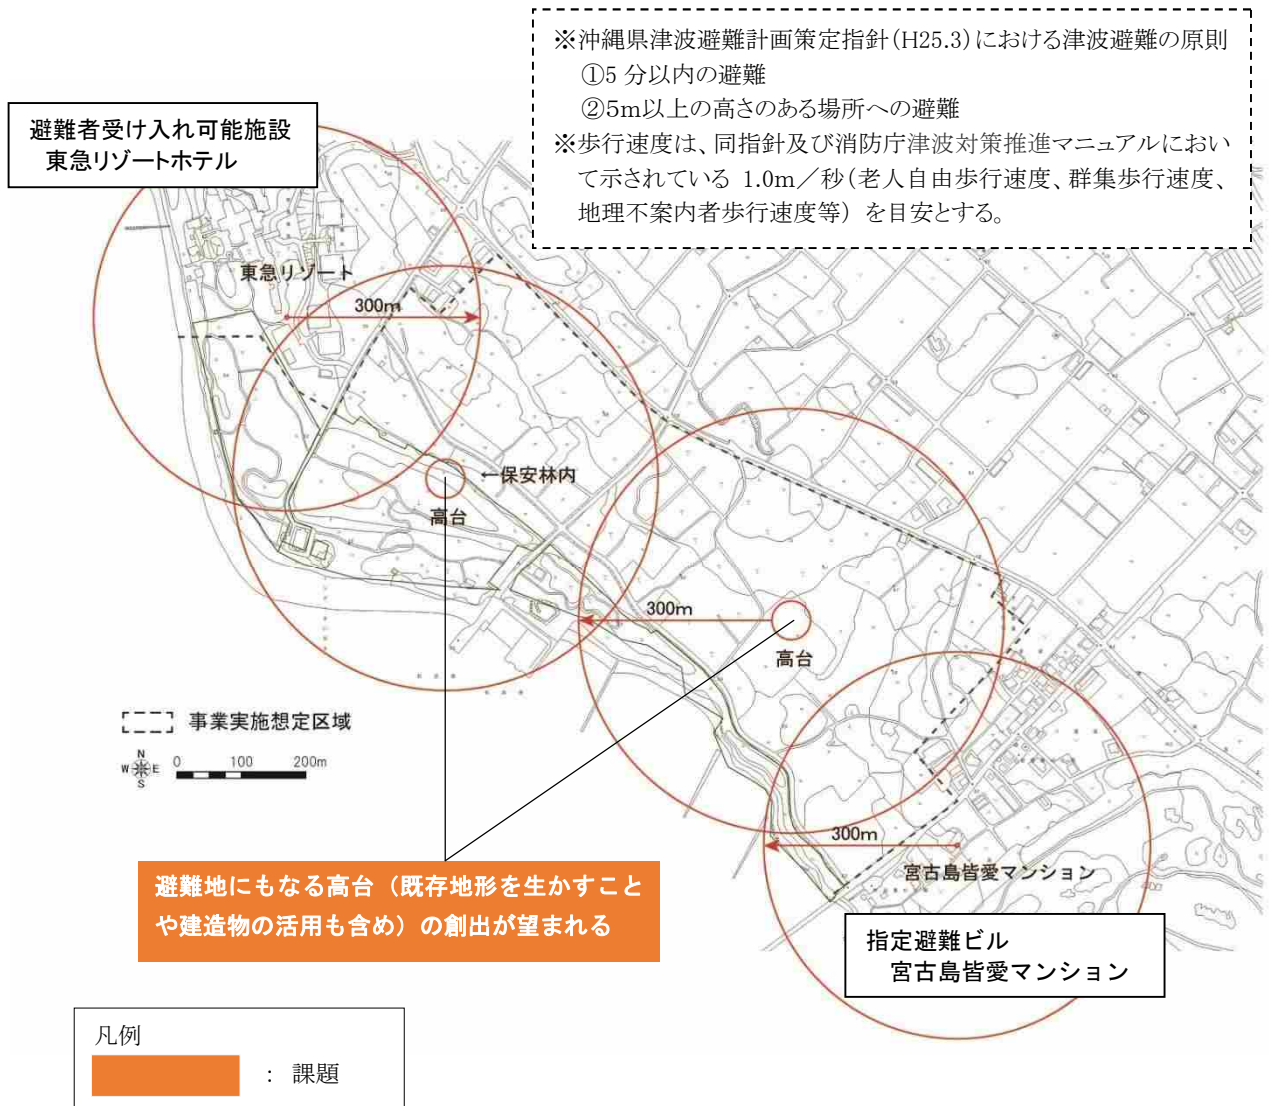 ※沖縄県津波避難計画策定指針(H25.3)における津波避難の原則
①5 分以内の避難
②5m以上の高さのある場所への避難
※歩行速度は、同指針及び消防庁津波対策推進マニュアルにおい
て示されている 1.0m／秒(老人自由歩行速度、群集歩行速度、
地理不案内者歩行速度等) を目安とする。
避難者受け入れ可能施設
東急リゾートホテル
東急リゾート
300m
←保安林内
高台
300m
高台
事業実施想定区域
N
W E
S
0 100 200m
300m
宮古島皆愛マンション
避難地にもなる高台（既存地形を生かすこと
や建造物の活用も含め）の創出が望まれる
指定避難ビル
宮古島皆愛マンション
凡例
： 課題